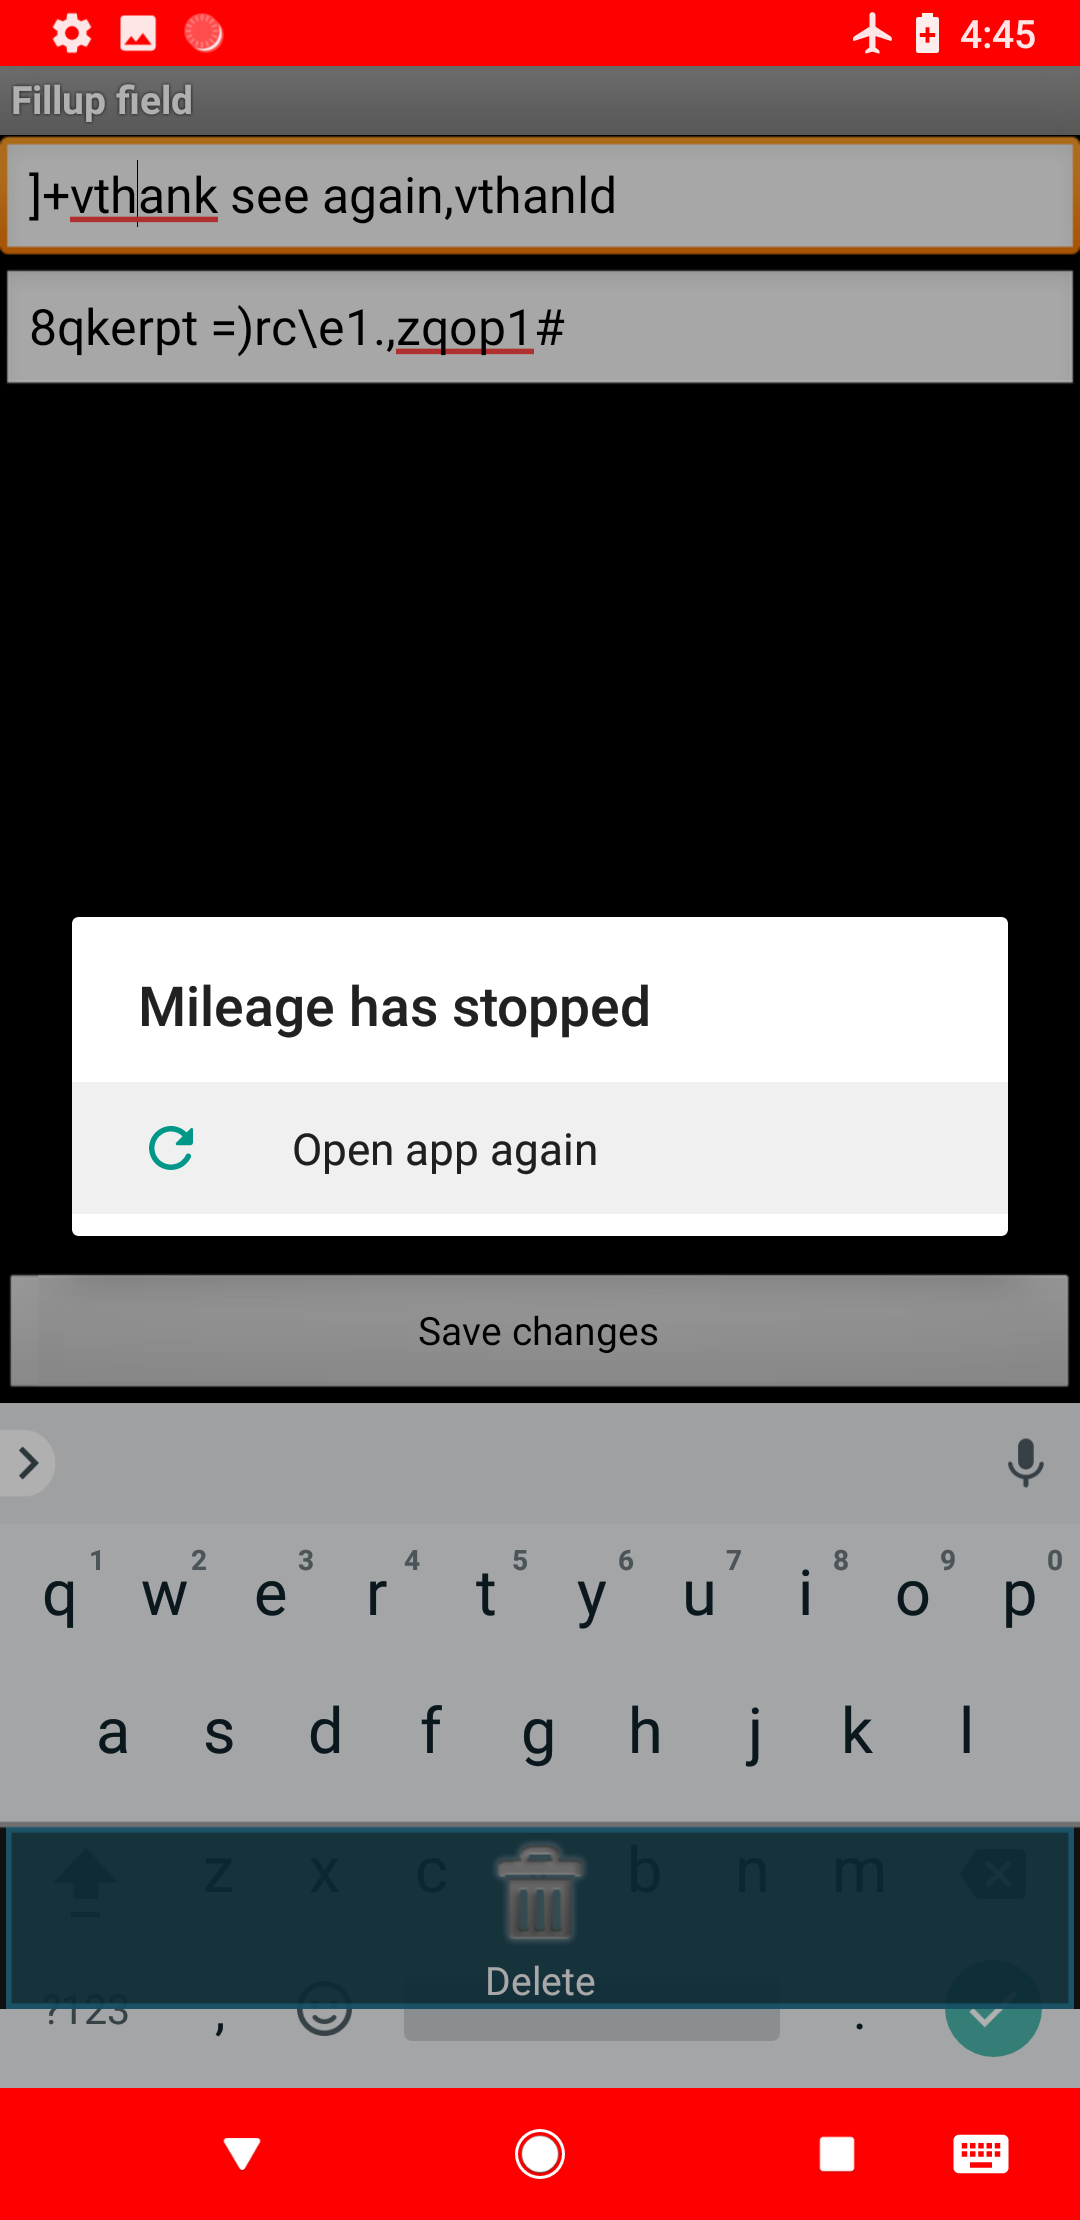 4:45
Fillup field
]+vthank see again,vthanld
8qkerpt =)rc\e1.,zqop1#
Mileage has stopped
Open app again
Save changes
1 2 3 4 5 6 7 8 9 0
q w e r t y u i o p
a s d f g h j k l
z x c b n m
Delete
?123 , .